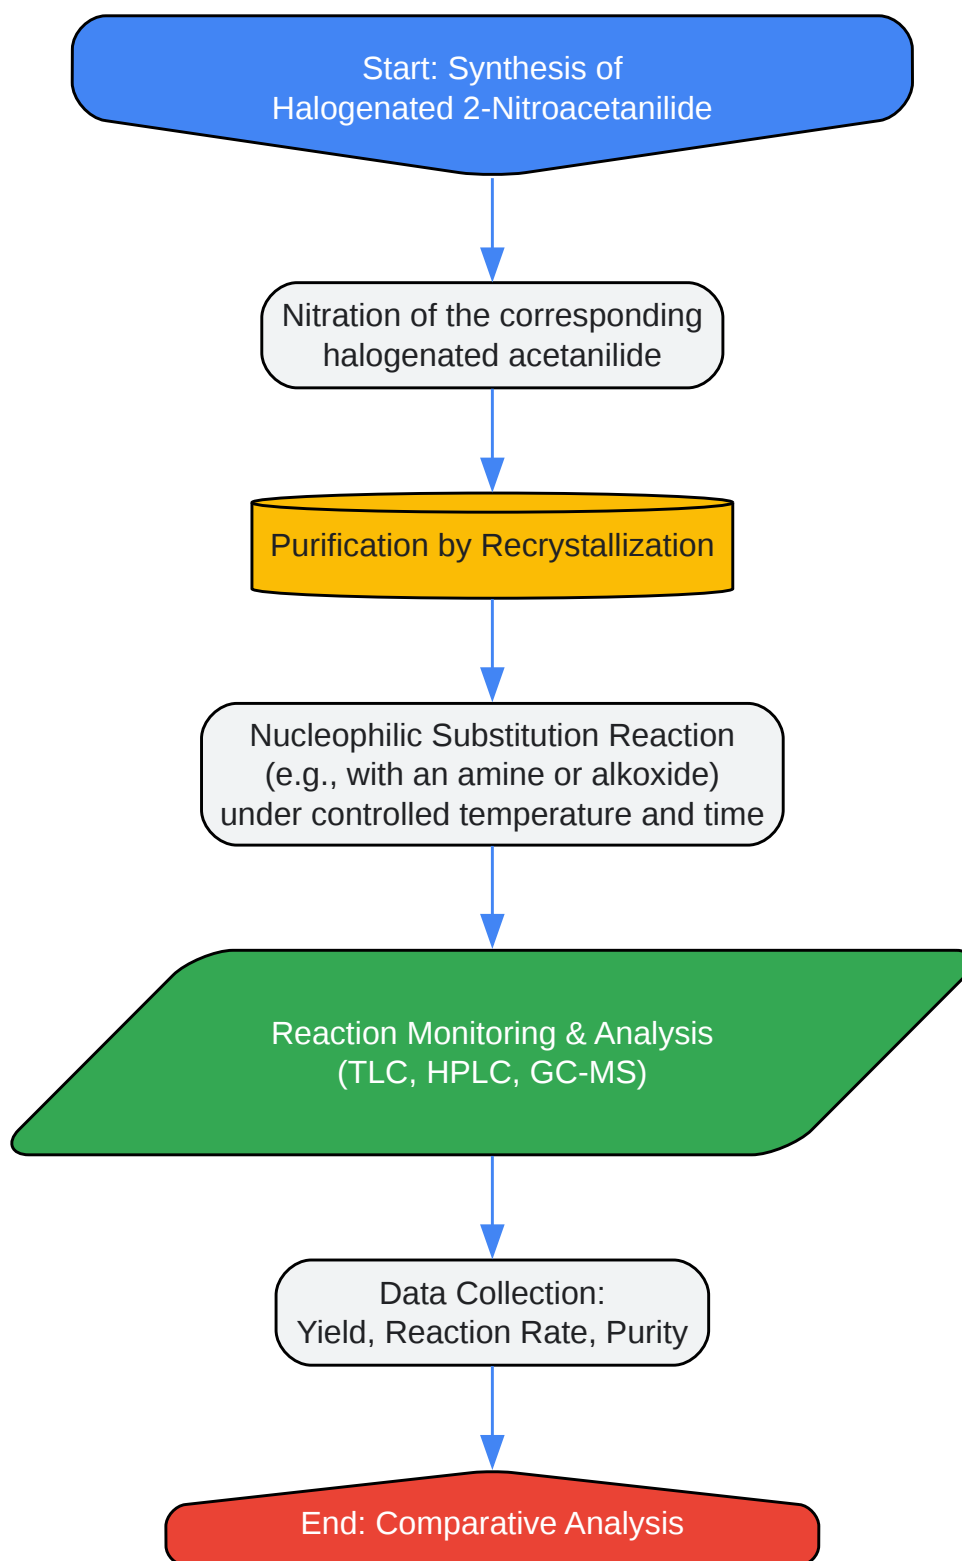 Start: Synthesis of
Halogenated 2-Nitroacetanilide
Nitration of the corresponding
halogenated acetanilide
Purification by Recrystallization
Nucleophilic Substitution Reaction
(e.g., with an amine or alkoxide)
under controlled temperature and time
Reaction Monitoring & Analysis
(TLC, HPLC, GC-MS)
Data Collection:
Yield, Reaction Rate, Purity
End: Comparative Analysis